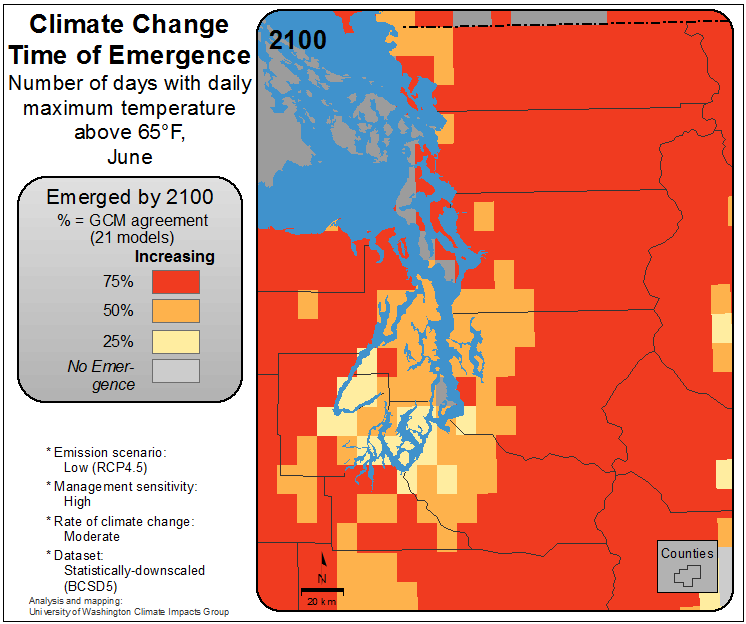 Climate Change
Time of Emergence
Number of days with daily
maximum temperature
above 65°F,
June
Emerged by 2100
% = GCM agreement
(21 models)
Increasing
75%
50%
25%
No Emer-
gence
* Emission scenario:
Low (RCP4.5)
* Management sensitivity:
High
* Rate of climate change:
Moderate
* Dataset:
Statistically-downscaled
(BCSD5)
Analysis and mapping:
University of Washington Climate Impacts Group
2100
N
20 km
Counties